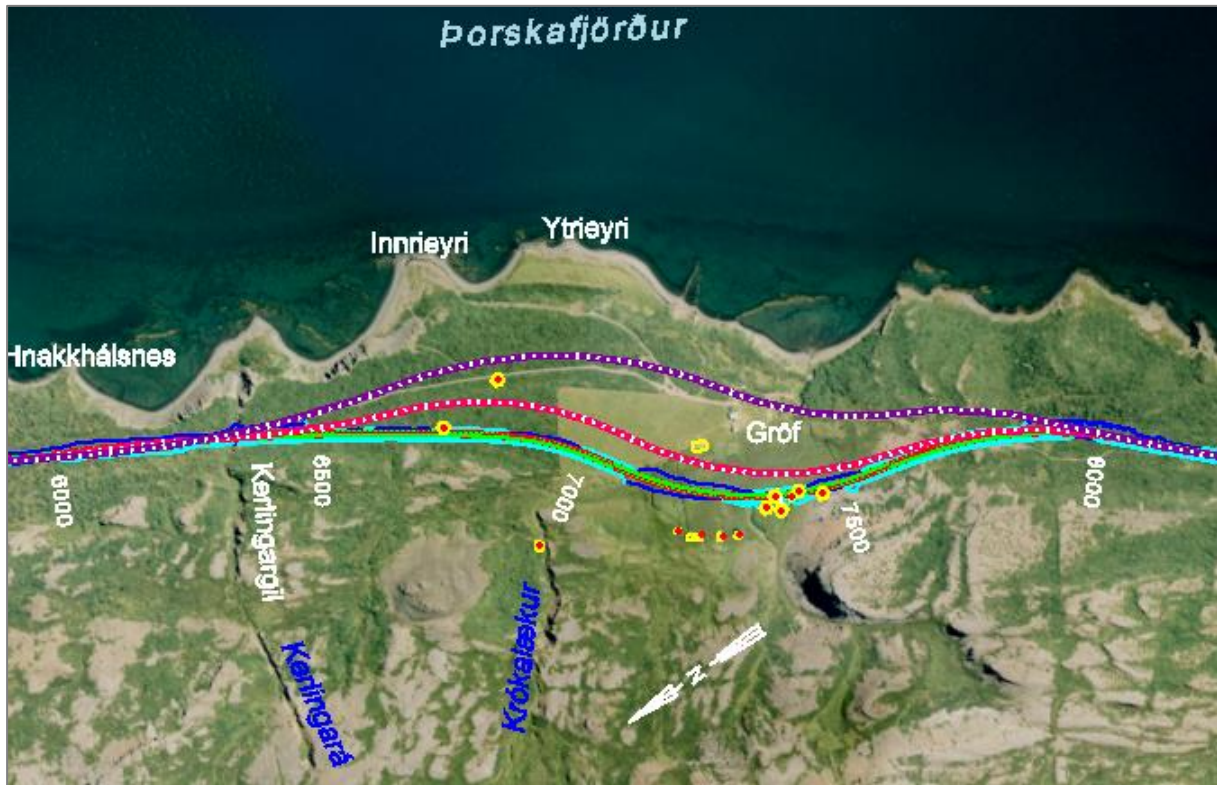 Þorskafjörður
Ytrieyri
Innrieyri
Hnakkhálsnes
Gröf
6000
6500
7000
7500
8000
Kerlingargil
Krókalækur
Kerlingará
N